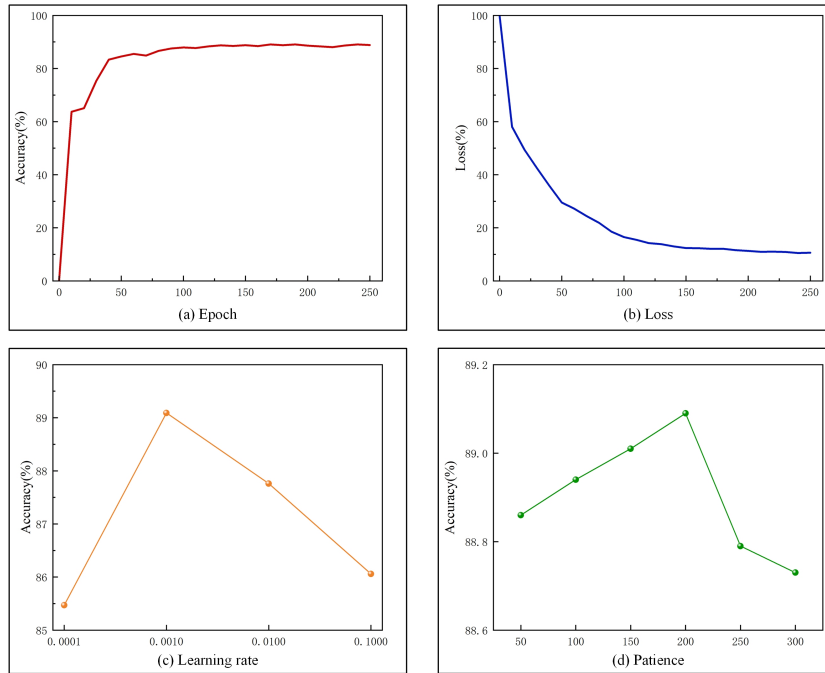 100
80
60
40
20
0
Accuracy(%)
0 50 100 150 200 250
(a) Epoch
100
80
60
40
20
0
Loss(%)
0 50 100 150 200 250
(b) Loss
90
89
88
87
86
85
Accuracy(%)
0.0001 0.0010 0.0100 0.1000
(c) Learning rate
89.2
89.0
88.8
88.6
Accuracy(%)
50 100 150 200 250 300
(d) Patience